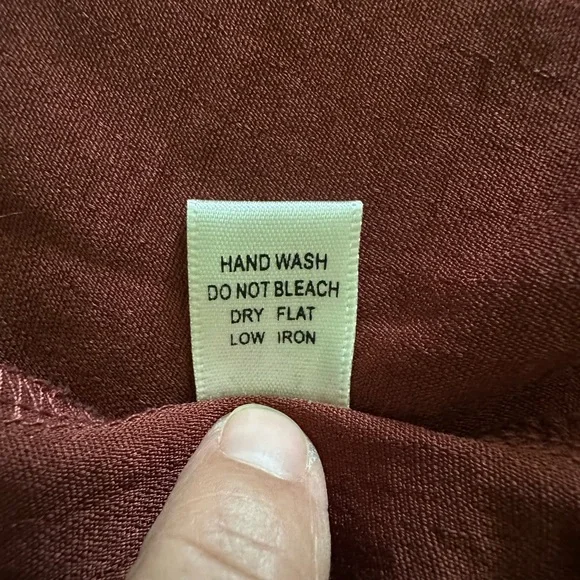 HAND WASH
DO NOT BLEACH
DRY FLAT
LOW IRON